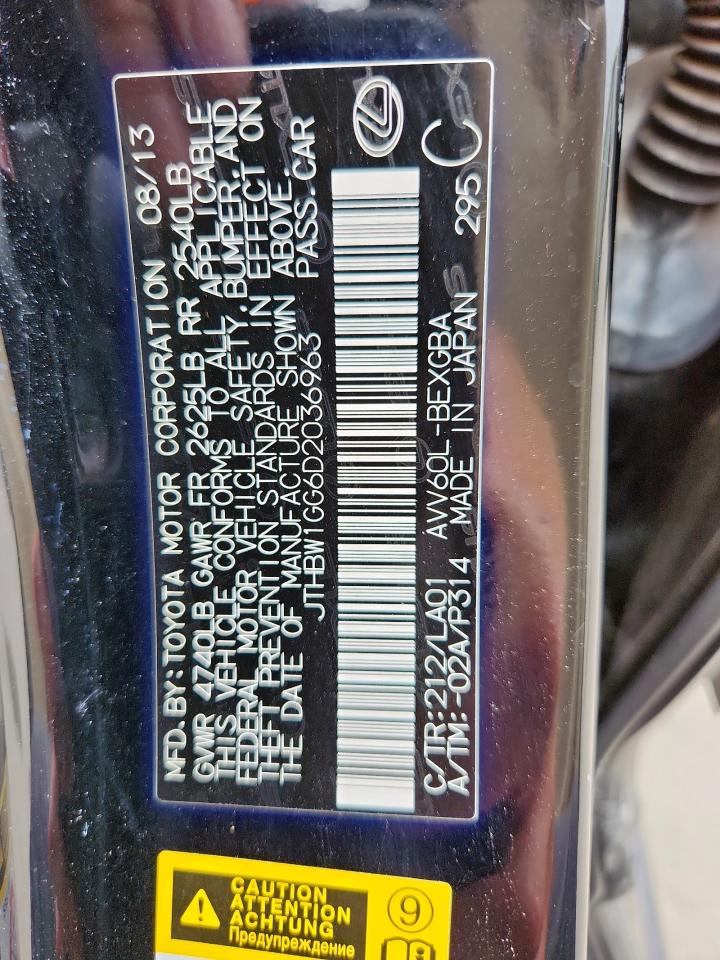 MFD. BY: TOYOTA MOTOR CORPORATION 08/13
GVWR 4740LB GAWR FR 2625LB RR 2540LB
THIS VEHICLE CONFORMS TO ALL APPLICABLE
FEDERAL MOTOR VEHICLE SAFETY, BUMPER, AND
THEFT PREVENTION STANDARDS IN EFFECT ON
THE DATE OF MANUFACTURE SHOWN ABOVE.
JTHBW1GG6D2036963 PASS. CAR
C/TR: 212/LA01 AVV60L-BEXGBA 295 C
A/TM: -02A/P314 MADE IN JAPAN
CAUTION
ATTENTION
ACHTUNG
Предупреждение
9